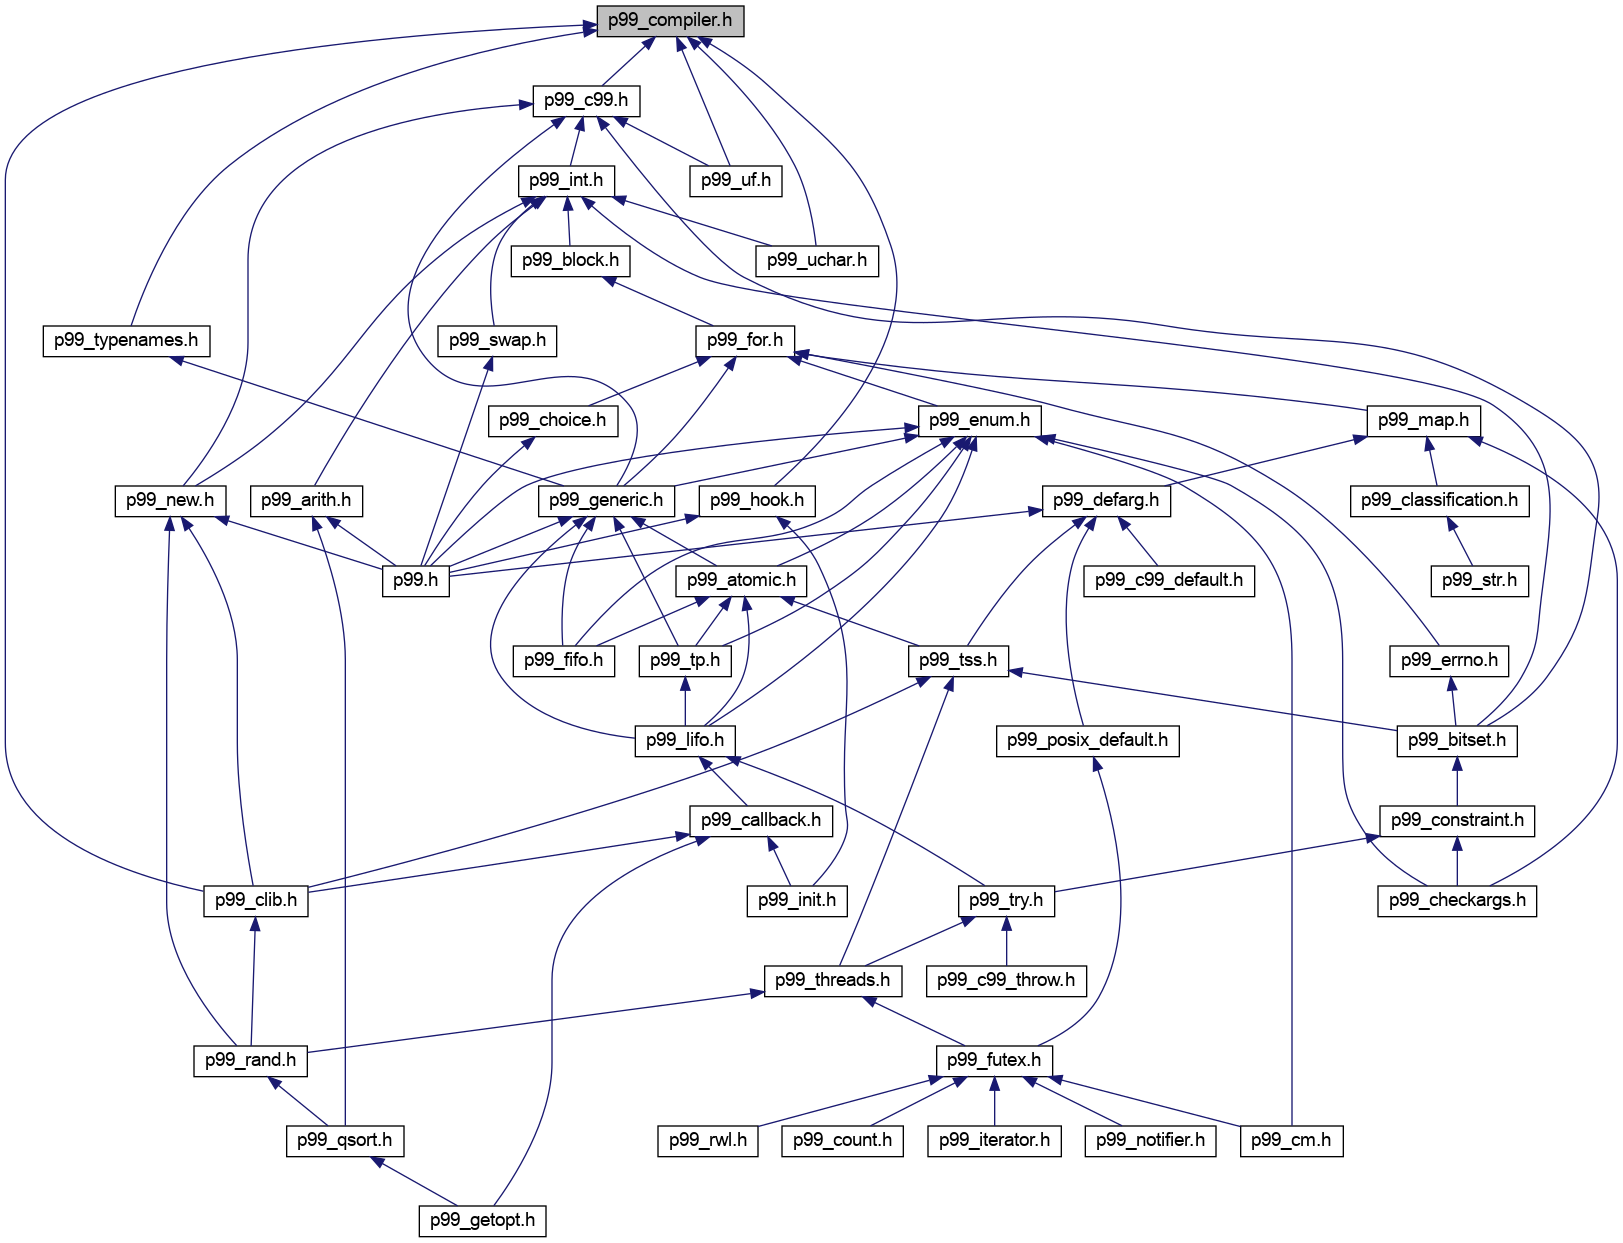 p99_compiler.h
p99_c99.h
p99_int.h
p99_uf.h
p99_block.h
p99_uchar.h
p99_typenames.h
p99_swap.h
p99_for.h
p99_choice.h
p99_enum.h
p99_map.h
p99_new.h
p99_arith.h
p99_generic.h
p99_hook.h
p99_defarg.h
p99_classification.h
p99.h
p99_atomic.h
p99_c99_default.h
p99_str.h
p99_fifo.h
p99_tp.h
p99_tss.h
p99_errno.h
p99_lifo.h
p99_posix_default.h
p99_bitset.h
p99_callback.h
p99_constraint.h
p99_clib.h
p99_init.h
p99_try.h
p99_checkargs.h
p99_threads.h
p99_c99_throw.h
p99_rand.h
p99_futex.h
p99_qsort.h
p99_rwl.h
p99_count.h
p99_iterator.h
p99_notifier.h
p99_cm.h
p99_getopt.h